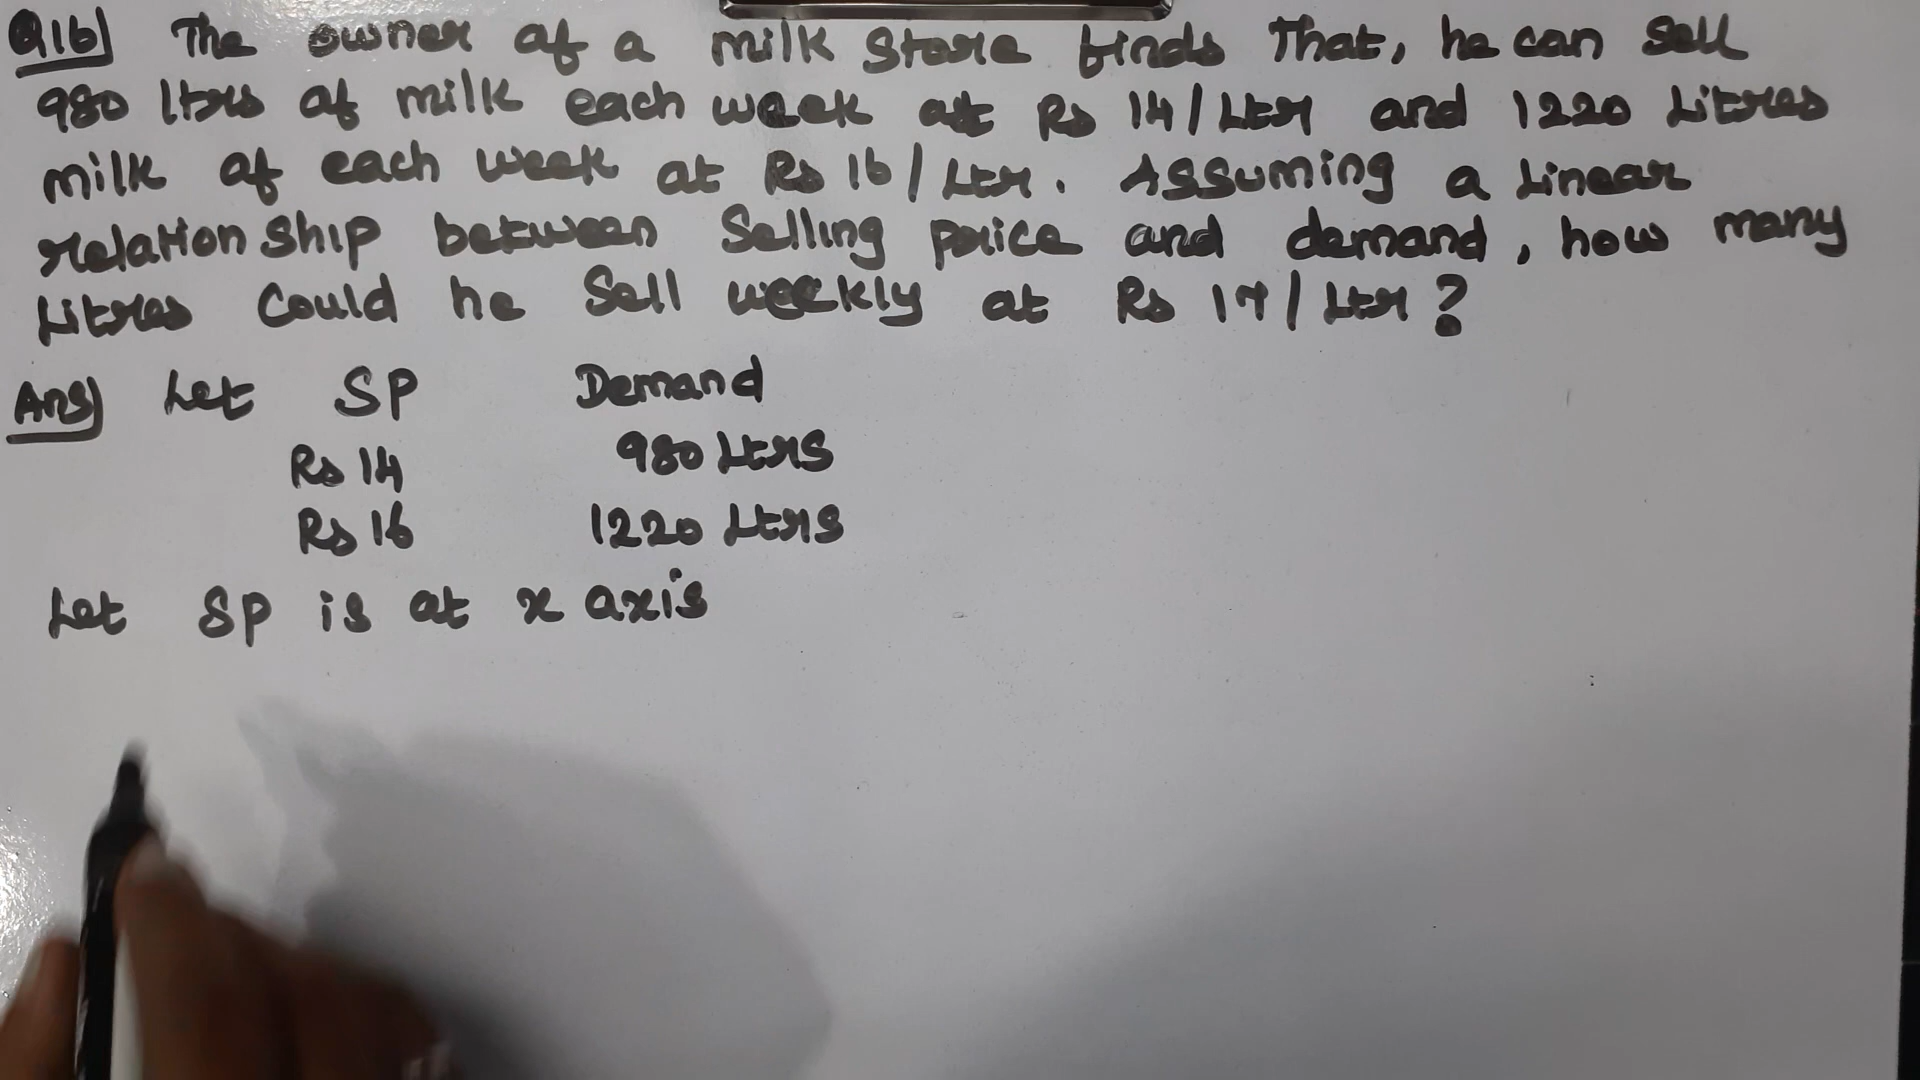 Q16) The owner of a milk store finds that, he can sell
980 ltrs of milk each week at Rs 14/Ltr and 1220 Litres
milk of each week at Rs 16/Ltr. Assuming a Linear
relationship between selling price and demand, how many
Litres could he sell weekly at Rs 17/Ltr?
Ans) Let SP Demand
Rs 14 980 Ltrs
Rs 16 1220 Ltrs
Let SP is at x axis